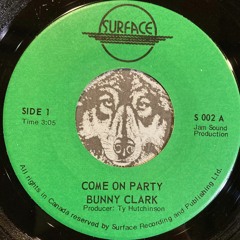 SURFACE
SIDE 1
Time 3:05
S 002 A
Jam Sound
Production
COME ON PARTY
BUNNY CLARK
Producer: Ty Hutchinson
All rights in Canada reserved by Surface Recording and Publishing Ltd.